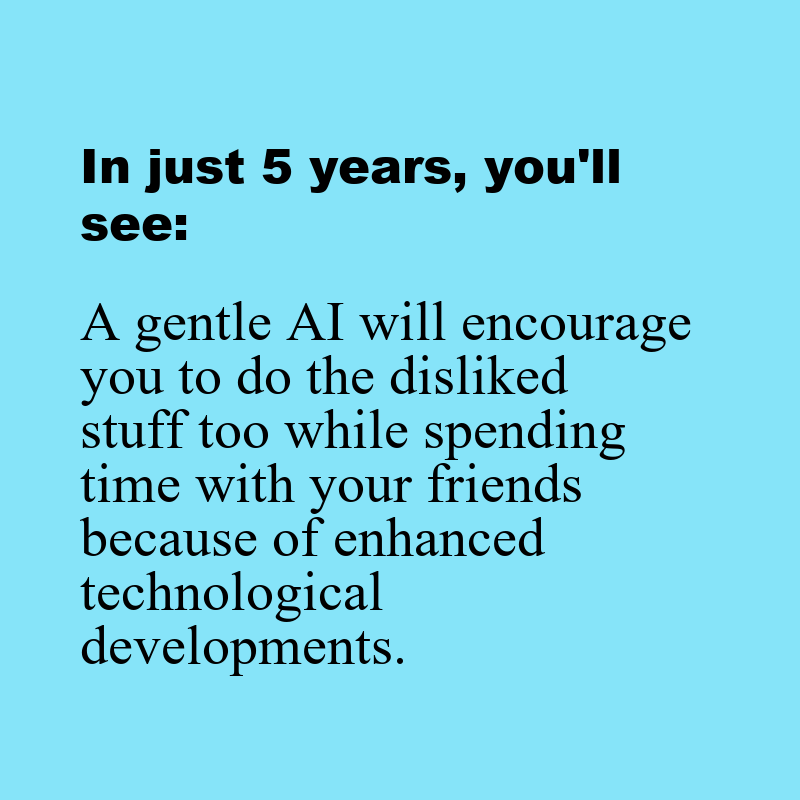 In just 5 years, you'll
see:
A gentle AI will encourage
you to do the disliked
stuff too while spending
time with your friends
because of enhanced
technological
developments.